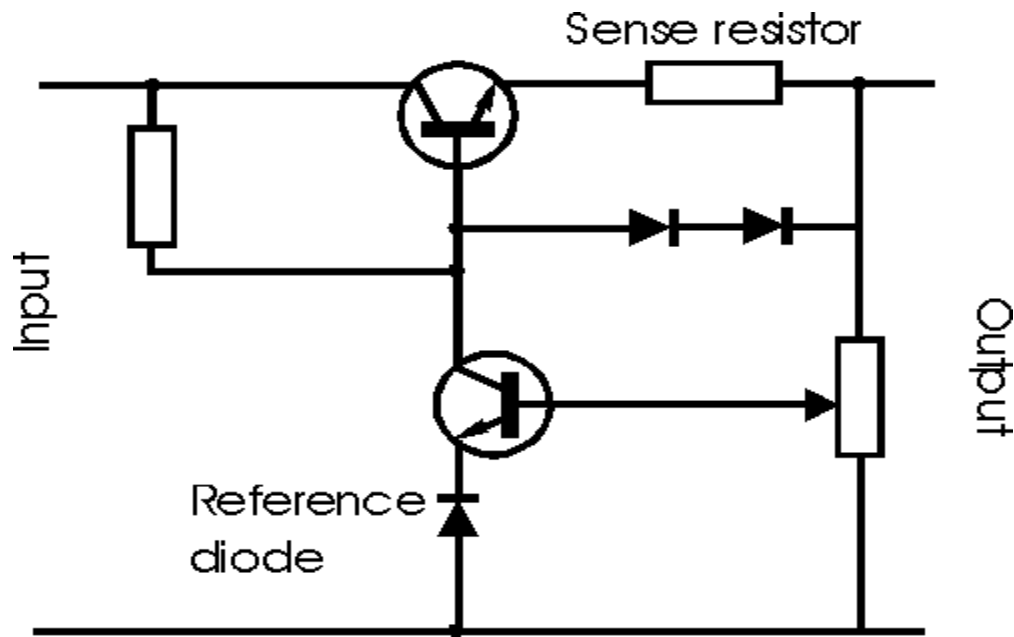 Sense resistor
Input
Output
Reference
diode